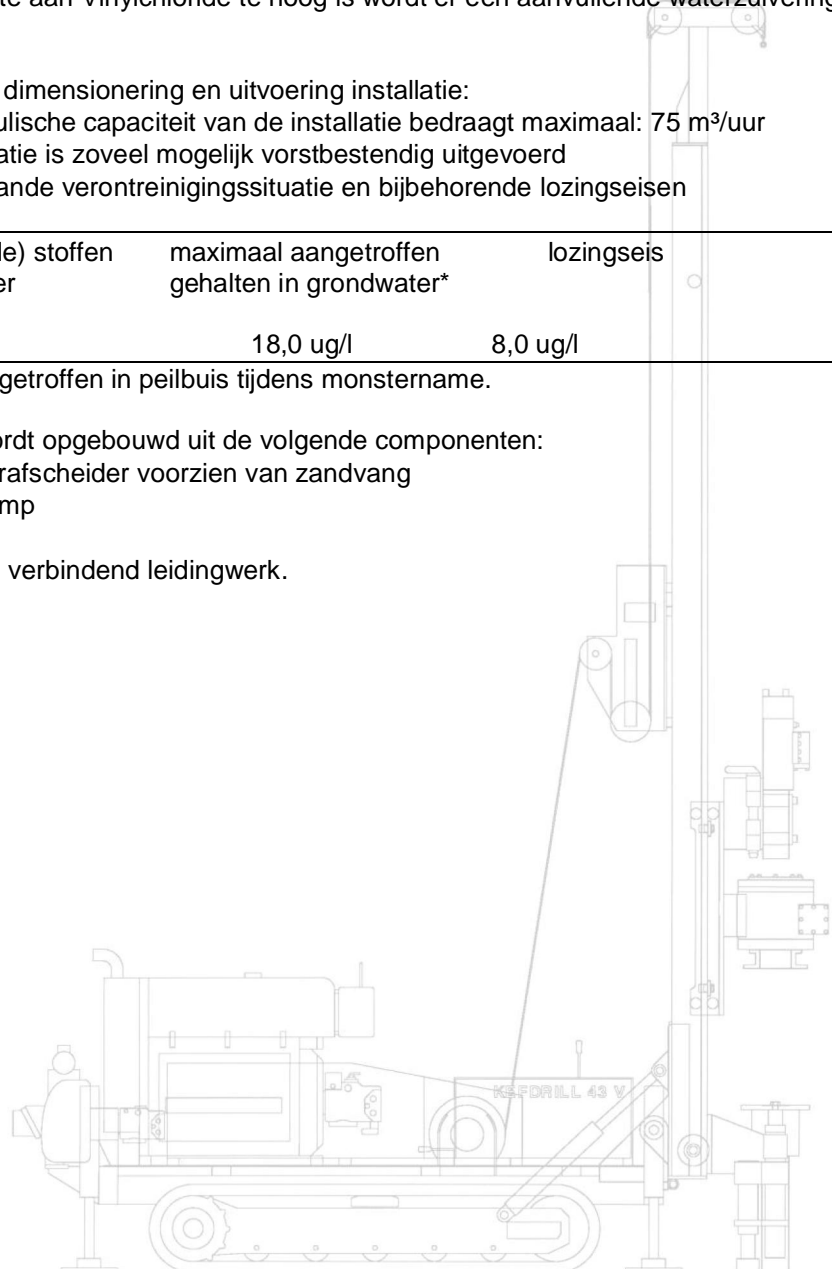 te aan Vinylchloride te hoog is wordt er een aanvullende waterzuivering
dimensionering en uitvoering installatie:
ulische capaciteit van de installatie bedraagt maximaal: 75 m³/uur
atie is zoveel mogelijk vorstbestendig uitgevoerd
ande verontreinigingssituatie en bijbehorende lozingseisen
le) stoffen maximaal aangetroffen lozingseis
er gehalten in grondwater*
18,0 ug/l 8,0 ug/l
getroffen in peilbuis tijdens monstername.
ordt opgebouwd uit de volgende componenten:
rafscheider voorzien van zandvang
mp
verbindend leidingwerk.
KEFDRILL 43 V